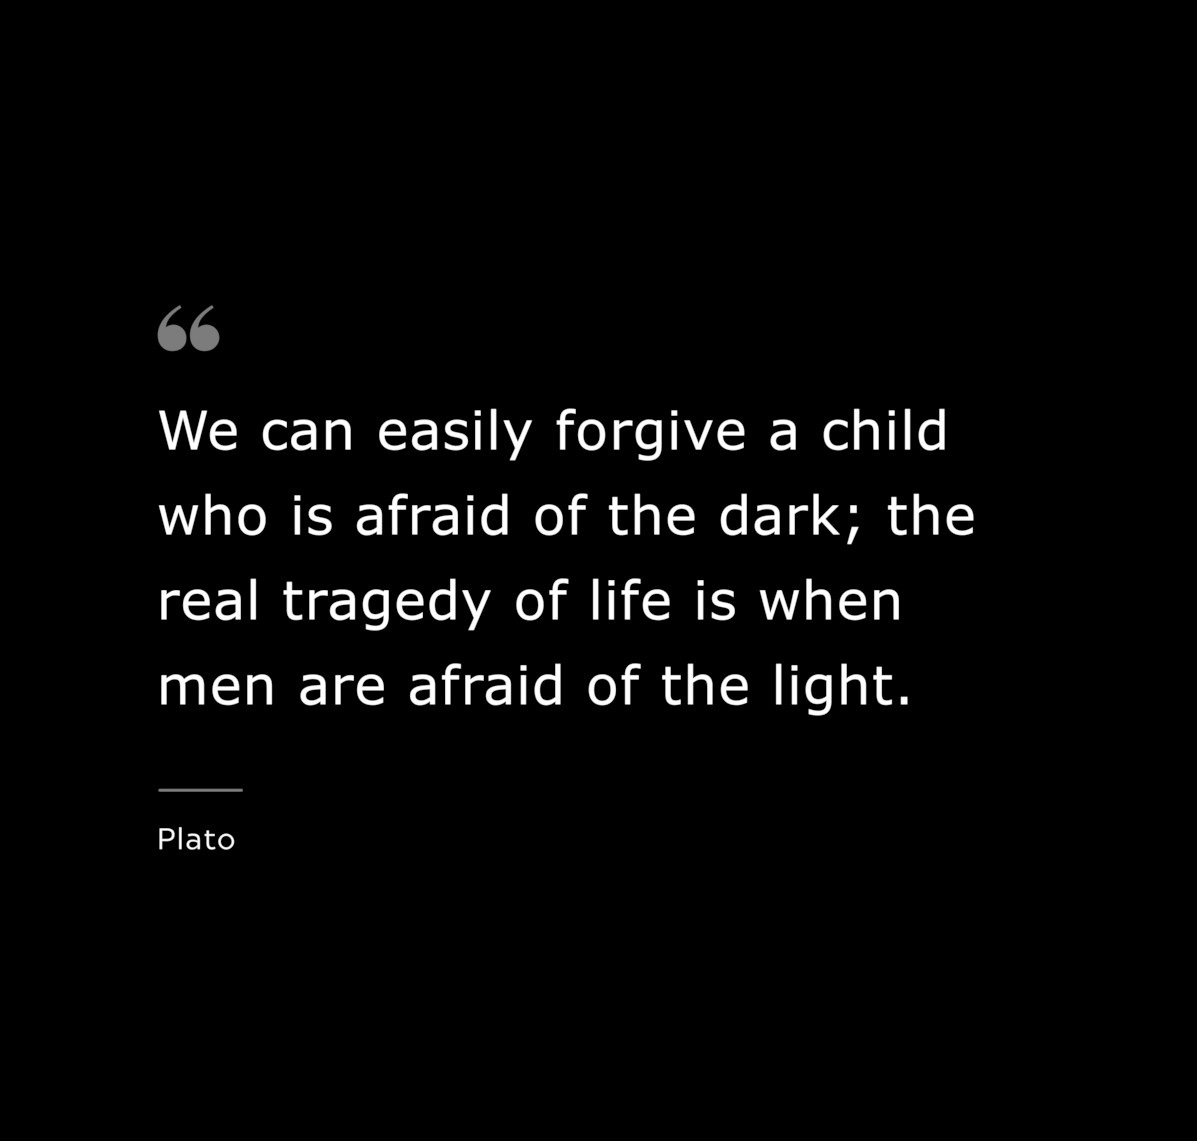 “
We can easily forgive a child
who is afraid of the dark; the
real tragedy of life is when
men are afraid of the light.
Plato